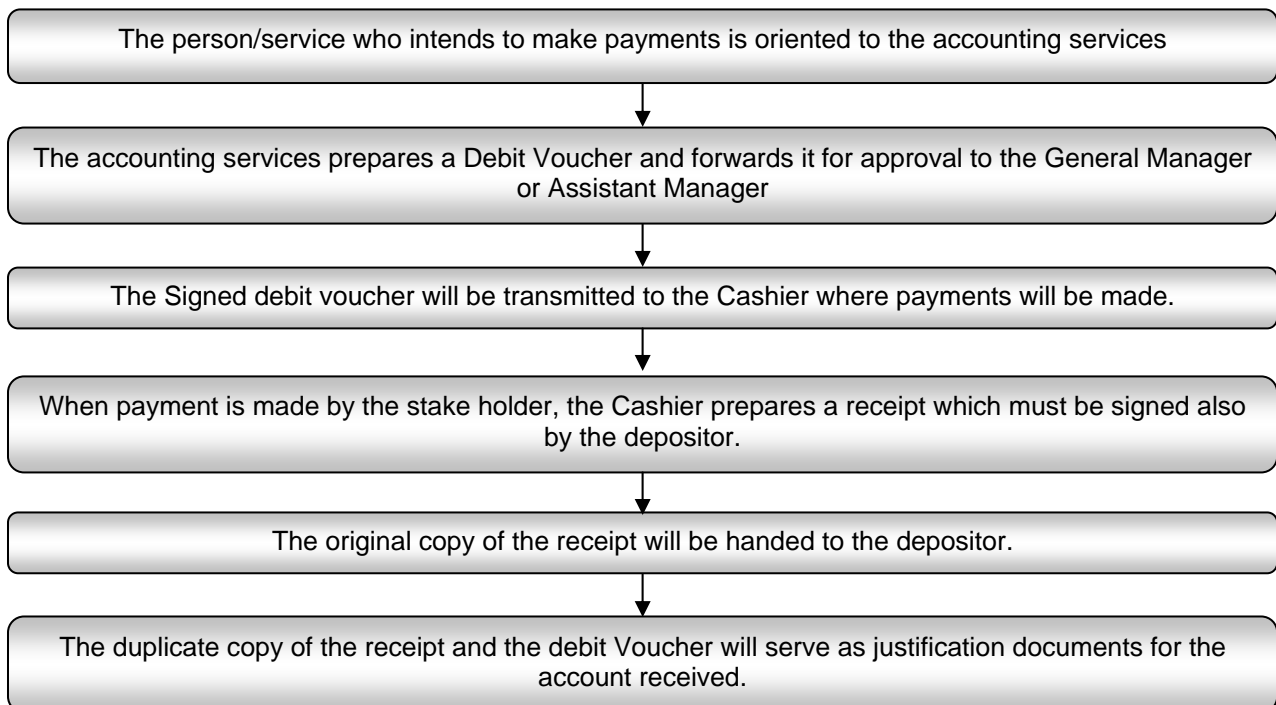 The person/service who intends to make payments is oriented to the accounting services
The accounting services prepares a Debit Voucher and forwards it for approval to the General Manager
or Assistant Manager
The Signed debit voucher will be transmitted to the Cashier where payments will be made.
When payment is made by the stake holder, the Cashier prepares a receipt which must be signed also
by the depositor.
The original copy of the receipt will be handed to the depositor.
The duplicate copy of the receipt and the debit Voucher will serve as justification documents for the
account received.